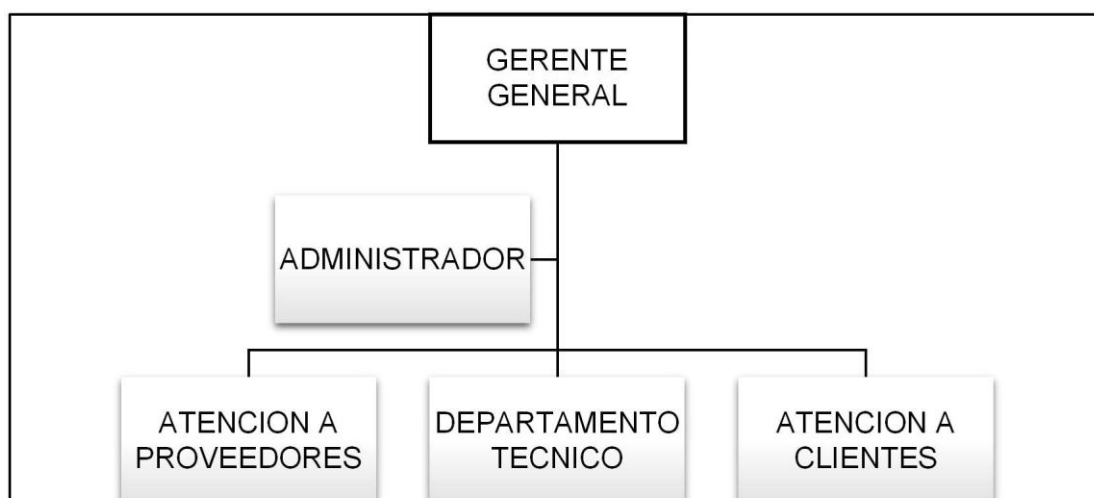 GERENTE
GENERAL
ADMINISTRADOR
ATENCION A
PROVEEDORES
DEPARTAMENTO
TECNICO
ATENCION A
CLIENTES